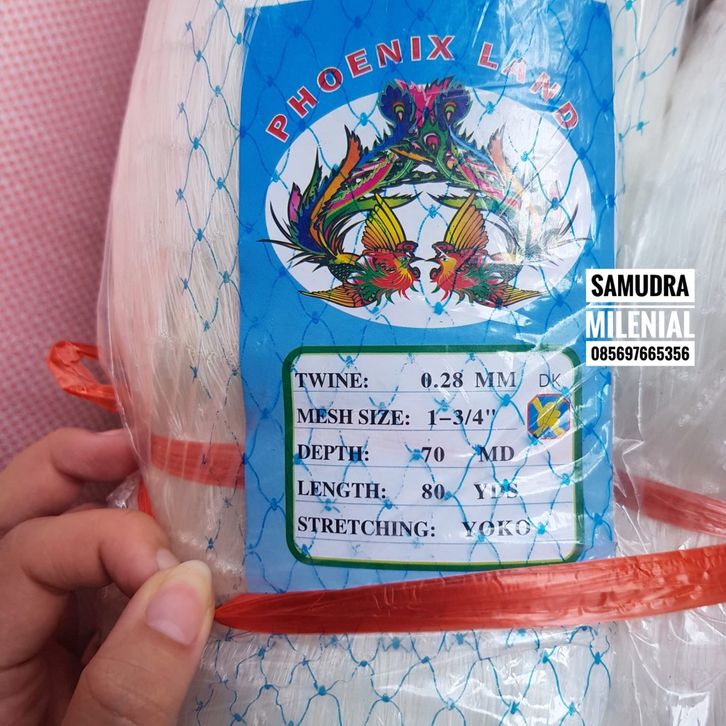 PHOENIX LAND
SAMUDRA
MILENIAL
085697665356
TWINE: 0.28 MM DK
MESH SIZE: 1-3/4"
DEPTH: 70 MD
LENGTH: 80 YDS
STRETCHING: YOKO